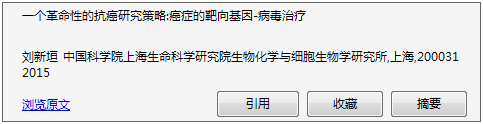 一个革命性的抗癌研究策略:癌症的靶向基因-病毒治疗
刘新垣 中国科学院上海生命科学研究院生物化学与细胞生物学研究所,上海,200031
2015
浏览原文
引用
收藏
摘要